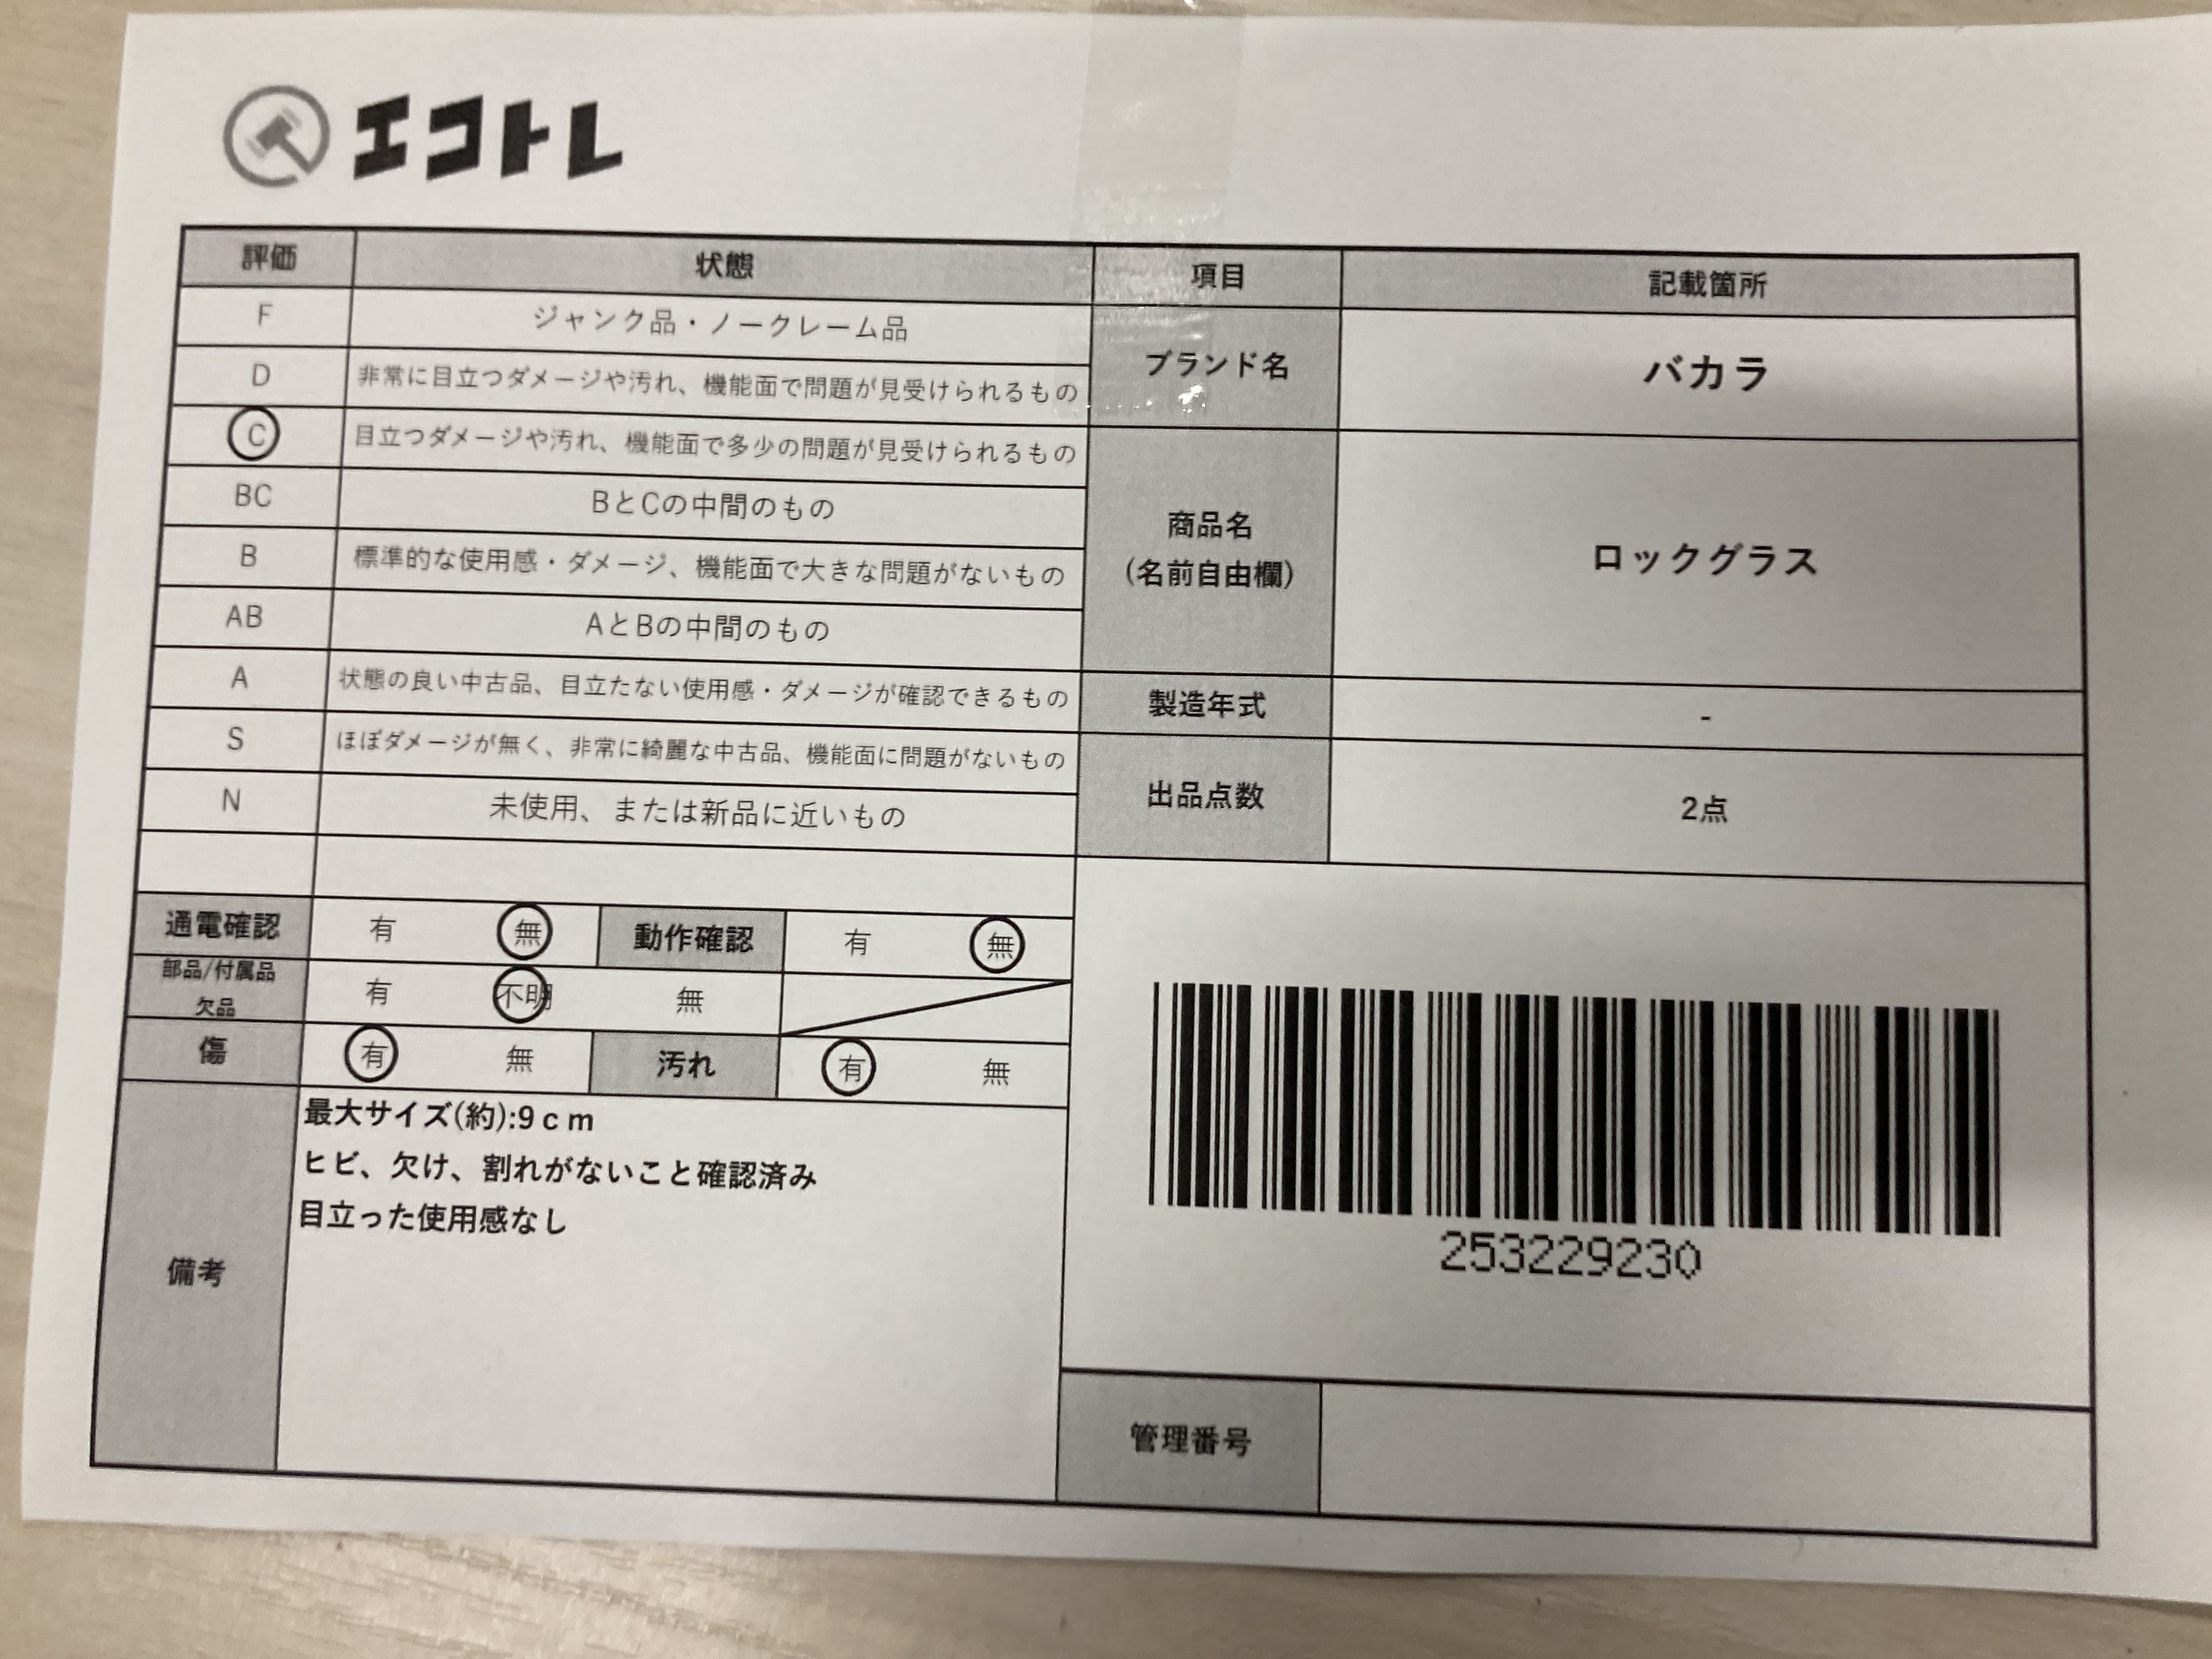 エコトレ
評価 状態 項目 記載箇所
F ジャンク品・ノークレーム品
D 非常に目立つダメージや汚れ、機能面で問題が見受けられるもの
C 目立つダメージや汚れ、機能面で多少の問題が見受けられるもの
BC BとCの中間のもの
B 標準的な使用感・ダメージ、機能面で大きな問題がないもの
AB AとBの中間のもの
A 状態の良い中古品、目立たない使用感・ダメージが確認できるもの
S ほぼダメージが無く、非常に綺麗な中古品、機能面に問題がないもの
N 未使用、または新品に近いもの
ブランド名 バカラ
商品名
(名前自由欄)
ロックグラス
製造年式 -
出品点数 2点
通電確認 有 無 動作確認 有 無
部品/付属品
欠品
有 不明 無
傷 有 無 汚れ 有 無
備考
最大サイズ(約):9cm
ヒビ、欠け、割れがないこと確認済み
目立った使用感なし
253229230
管理番号